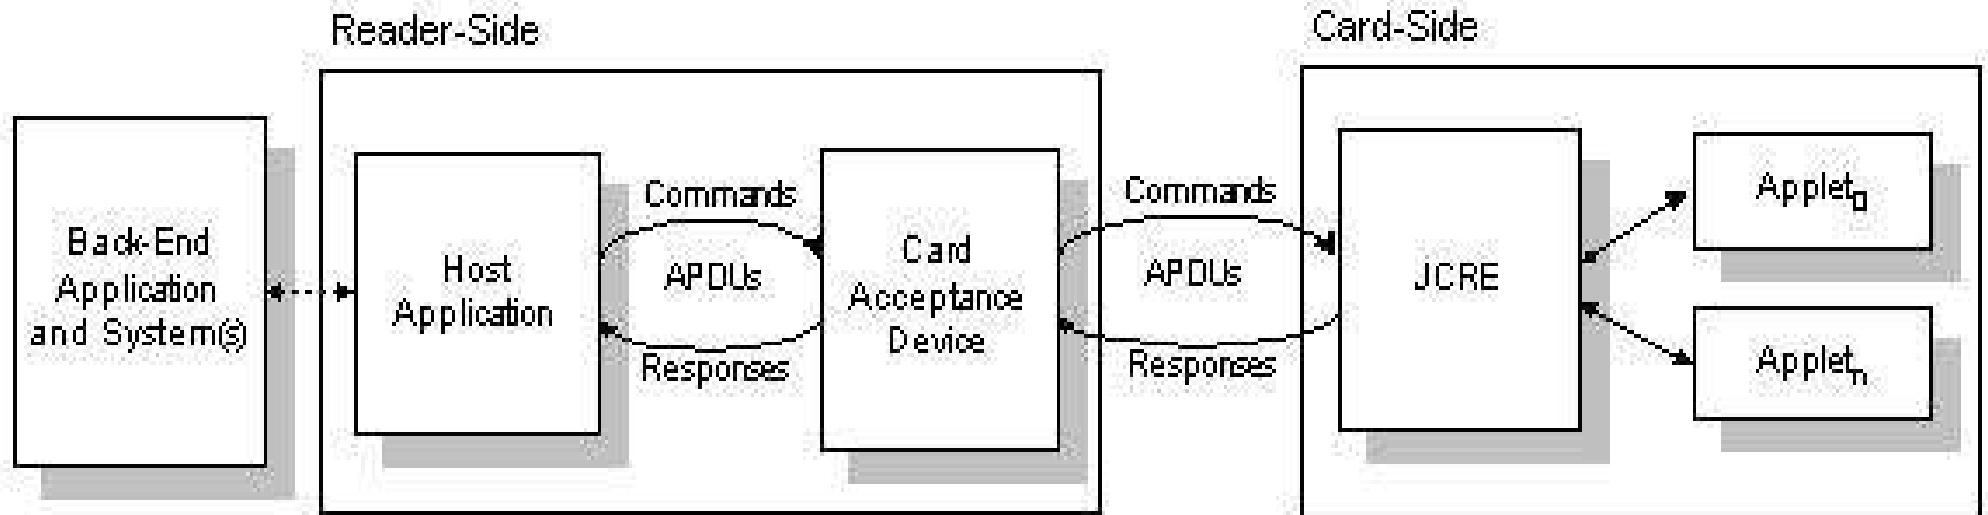 Reader-Side
Card-Side
Back-End
Application
and System(s)
Host
Application
Commands
APDUs
Responses
Card
Acceptance
Device
Commands
APDUs
Responses
JCRE
Applet0
Appletn